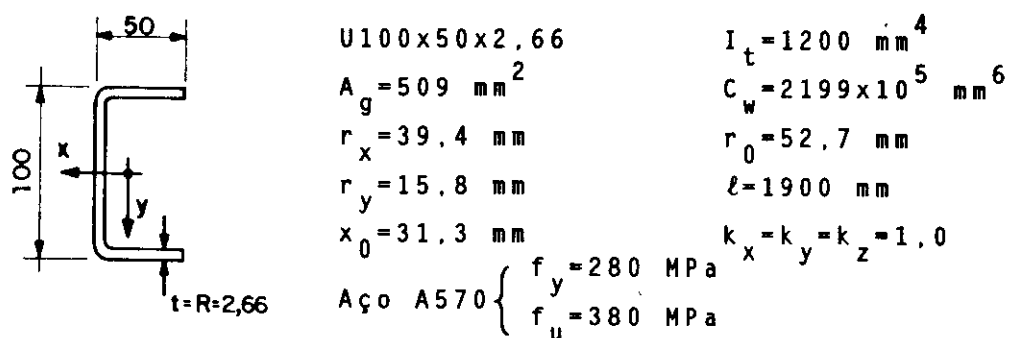 50
100
x
y
t=R=2,66
U100x50x2,66
A_g=509 mm²
r_x=39,4 mm
r_y=15,8 mm
x_0=31,3 mm
Aço A570 { f_y=280 MPa
f_u=380 MPa
I_t=1200 mm⁴
C_w=2199x10⁵ mm⁶
r_0=52,7 mm
ℓ=1900 mm
k_x=k_y=k_z=1,0